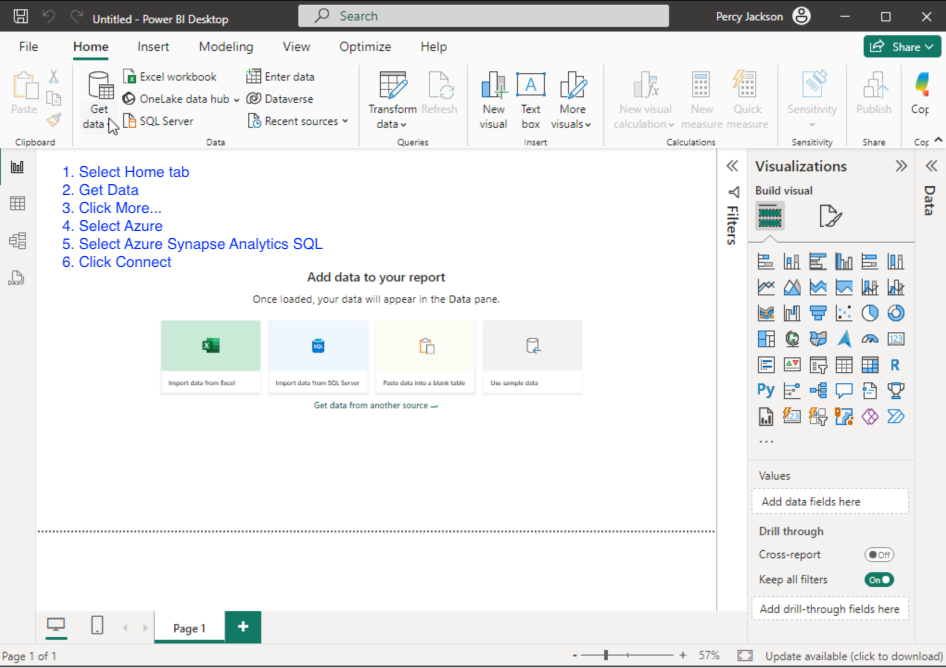 Untitled - Power BI Desktop
Search
Percy Jackson
File Home Insert Modeling View Optimize Help
Share
Paste
Get data
Excel workbook
OneLake data hub
SQL Server
Enter data
Dataverse
Recent sources
Transform data
Refresh
New visual
Text box
More visuals
New visual calculation
New measure
Quick measure
Sensitivity
Publish
Cop
Clipboard
Data
Queries
Insert
Calculations
Sensitivity
Share
Cop
1. Select Home tab
2. Get Data
3. Click More...
4. Select Azure
5. Select Azure Synapse Analytics SQL
6. Click Connect
Add data to your report
Once loaded, your data will appear in the Data pane.
X
SQL
Import data from Excel
Import data from SQL Server
Paste data into a blank table
Use sample data
Get data from another source →
DAX
Filters
Visualizations
Build visual
123
R
Py
123
...
Values
Add data fields here
Drill through
Cross-report
Off
Keep all filters
On
Add drill-through fields here
Data
Page 1
+
Page 1 of 1
- + 57%
Update available (click to download)